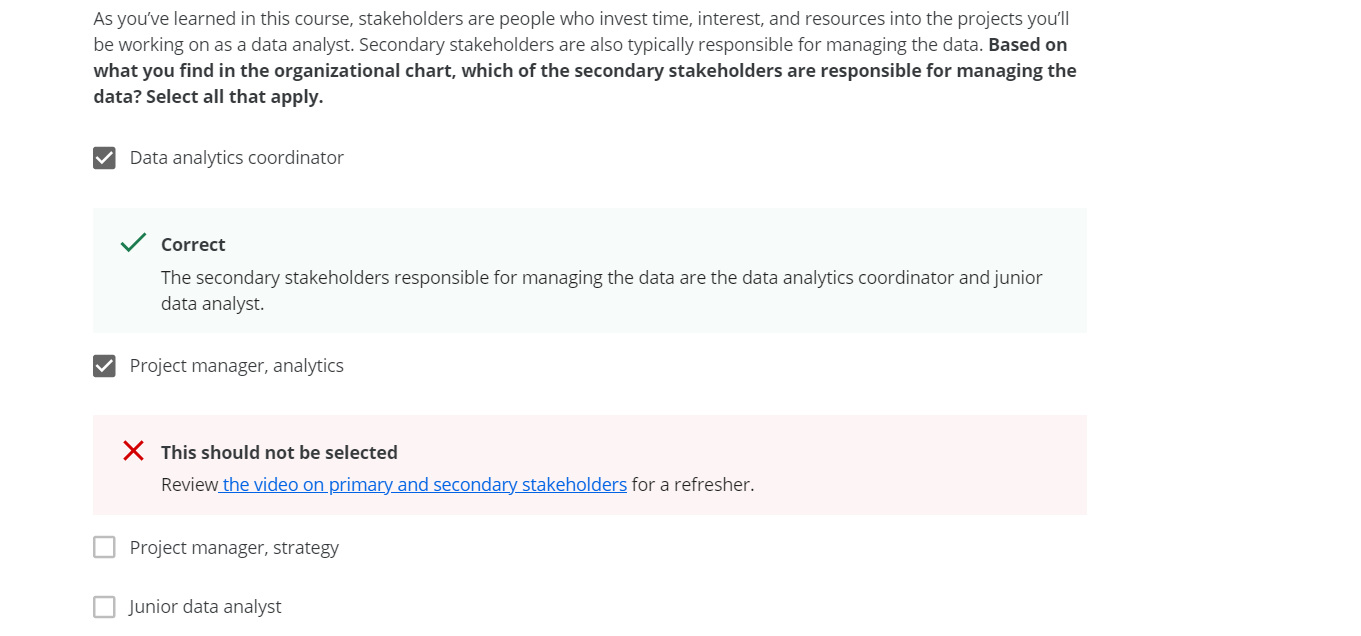 As you’ve learned in this course, stakeholders are people who invest time, interest, and resources into the projects you’ll
be working on as a data analyst. Secondary stakeholders are also typically responsible for managing the data. Based on
what you find in the organizational chart, which of the secondary stakeholders are responsible for managing the
data? Select all that apply.
Data analytics coordinator
Correct
The secondary stakeholders responsible for managing the data are the data analytics coordinator and junior
data analyst.
Project manager, analytics
This should not be selected
Review the video on primary and secondary stakeholders for a refresher.
Project manager, strategy
Junior data analyst